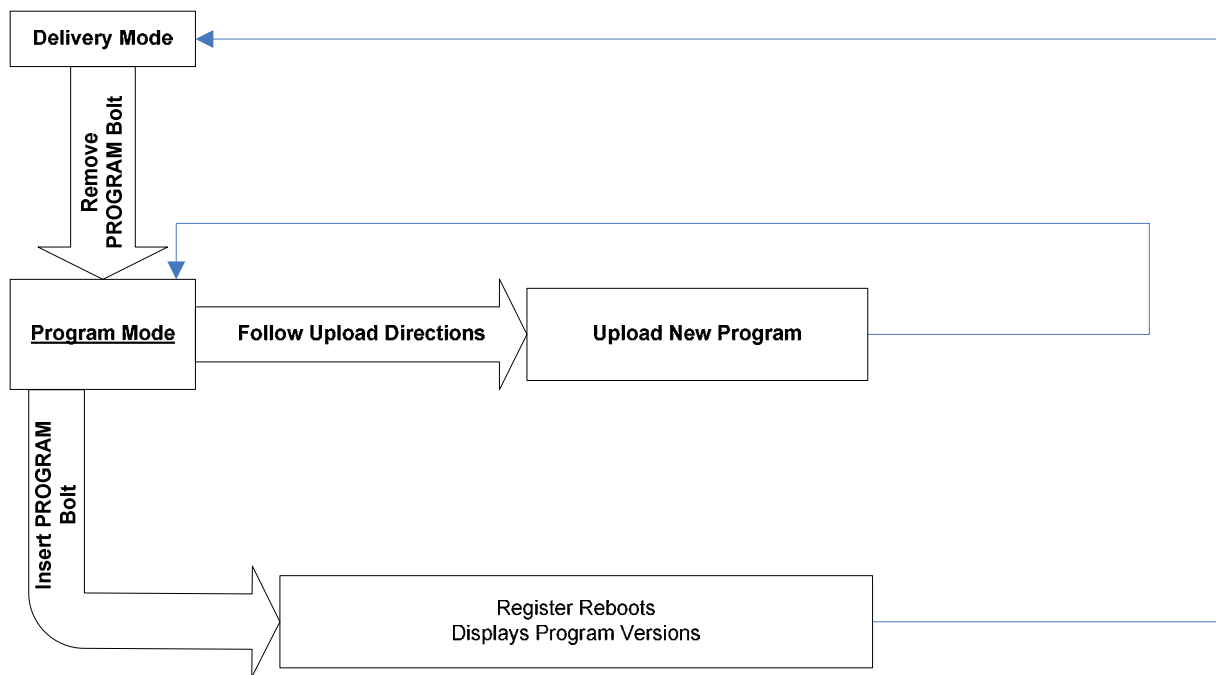 Delivery Mode
Remove
PROGRAM Bolt
Program Mode
Follow Upload Directions
Upload New Program
Insert PROGRAM
Bolt
Register Reboots
Displays Program Versions